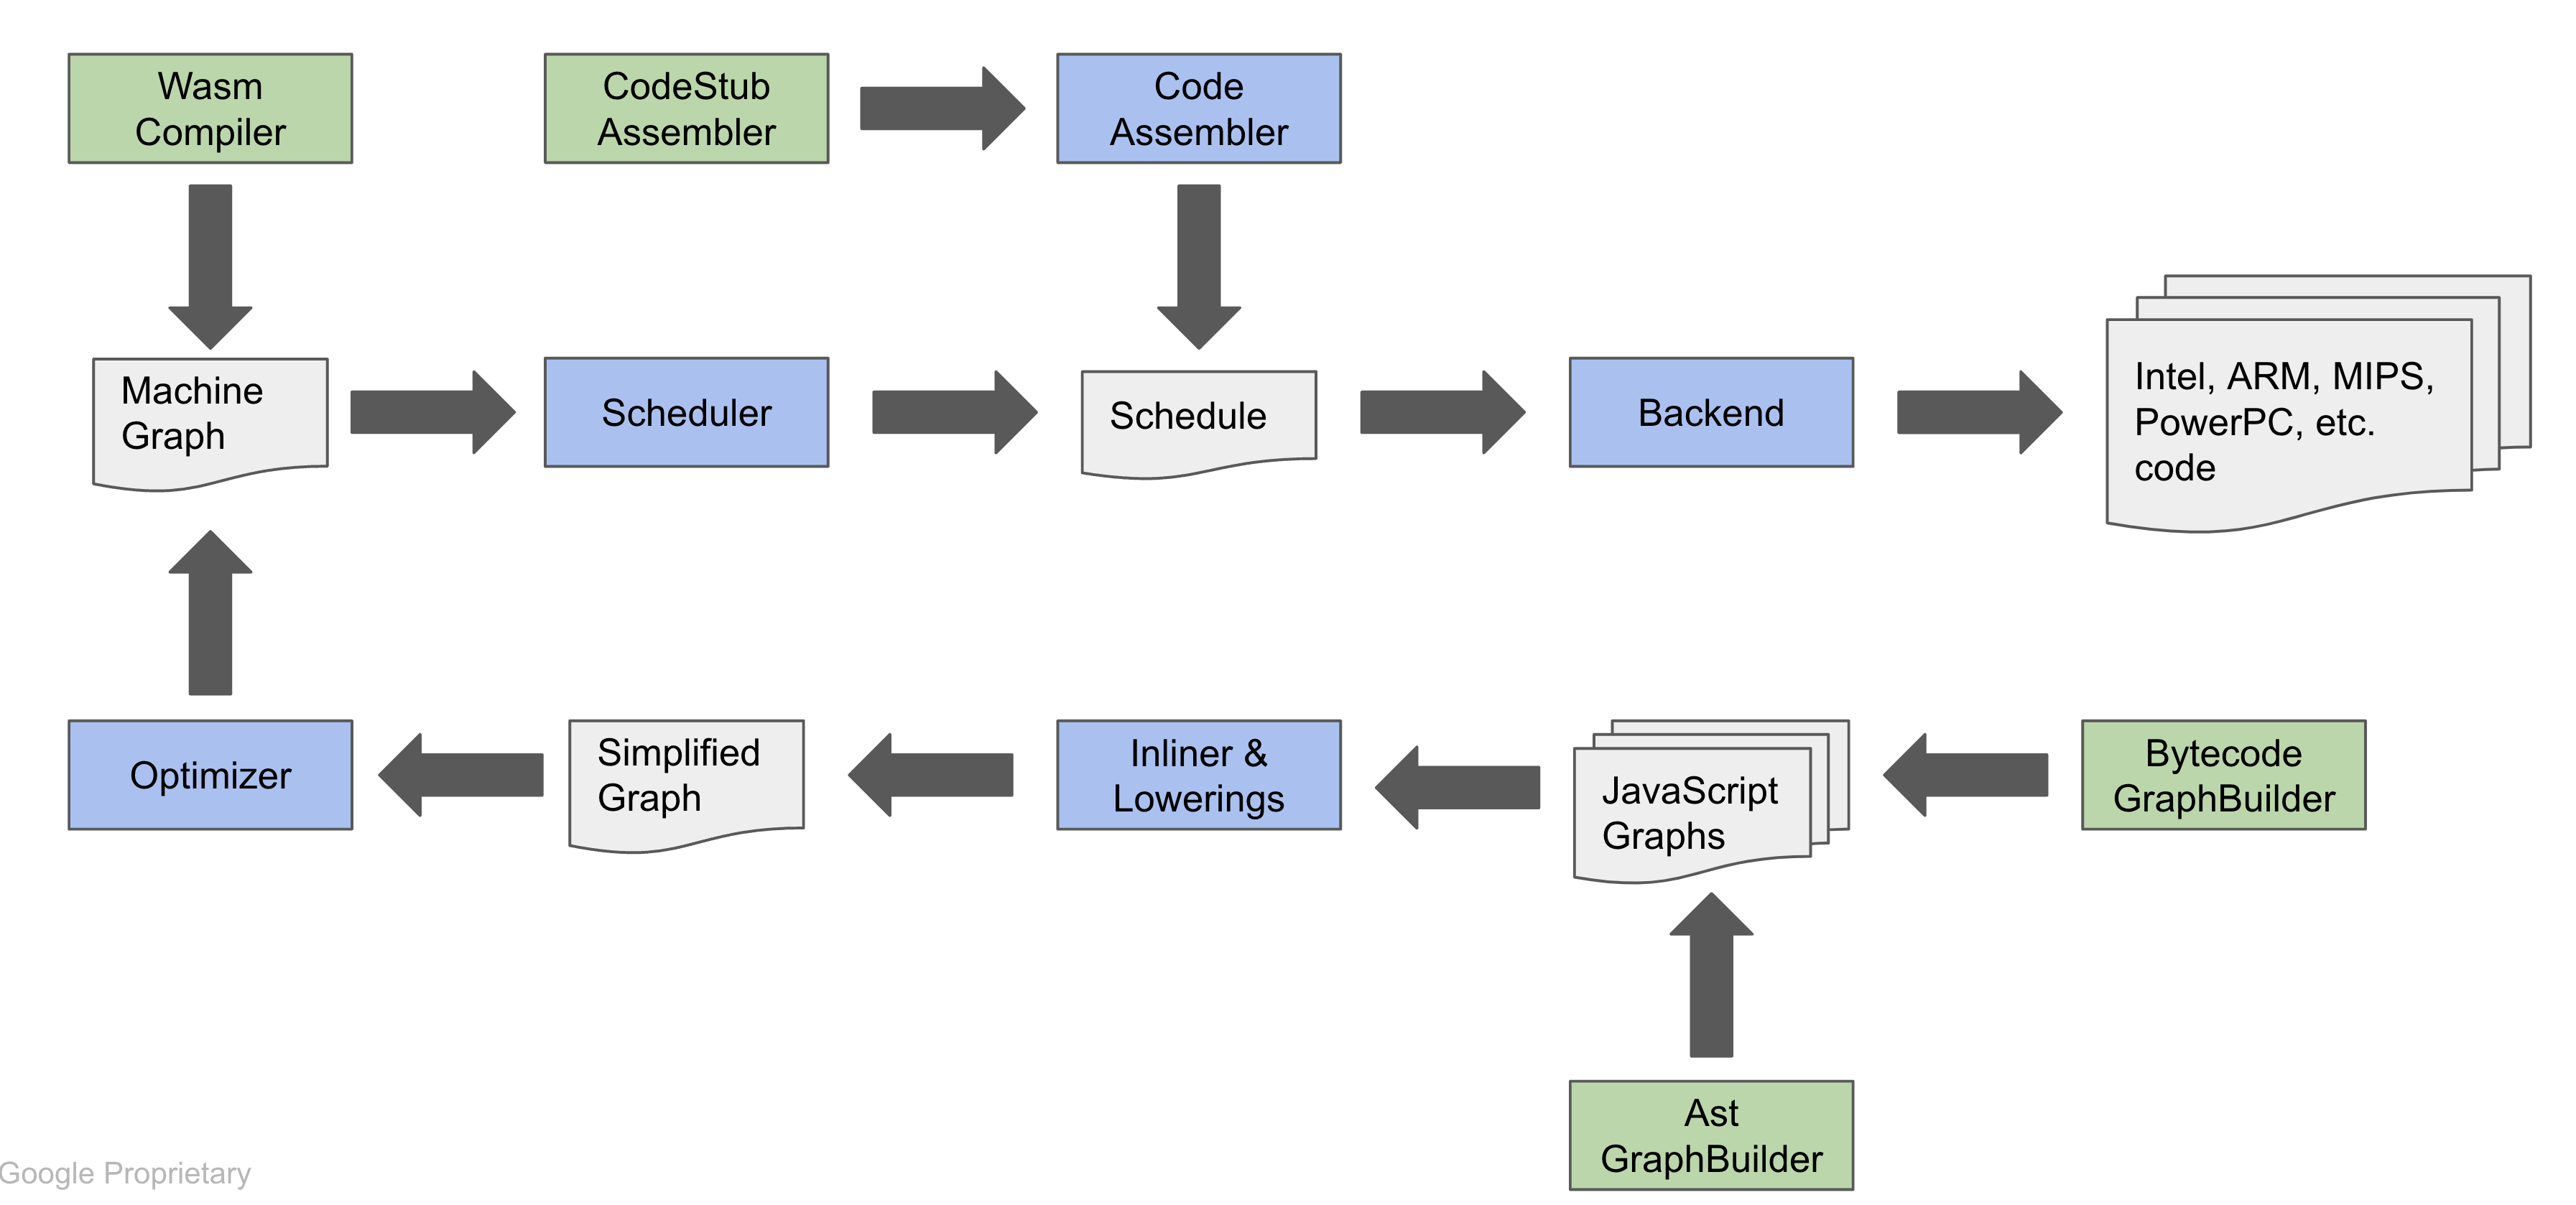 Wasm
Compiler
CodeStub
Assembler
Code
Assembler
Machine
Graph
Scheduler
Schedule
Backend
Intel, ARM, MIPS,
PowerPC, etc.
code
Optimizer
Simplified
Graph
Inliner &
Lowerings
JavaScript
Graphs
Bytecode
GraphBuilder
Ast
GraphBuilder
Google Proprietary